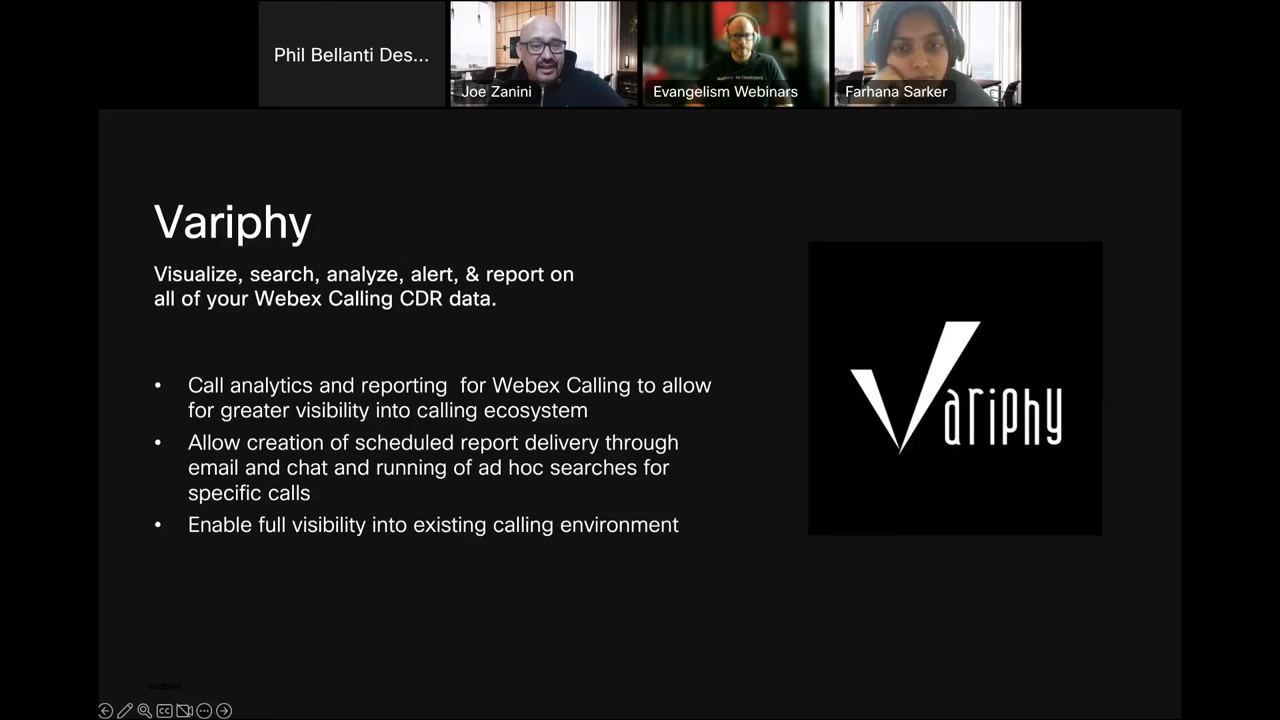 Phil Bellanti Des...
Joe Zanini
Evangelism Webinars
Farhana Sarker
Variphy
Visualize, search, analyze, alert, & report on
all of your Webex Calling CDR data.
• Call analytics and reporting  for Webex Calling to allow
for greater visibility into calling ecosystem
• Allow creation of scheduled report delivery through
email and chat and running of ad hoc searches for
specific calls
• Enable full visibility into existing calling environment
Variphy
webex
CC